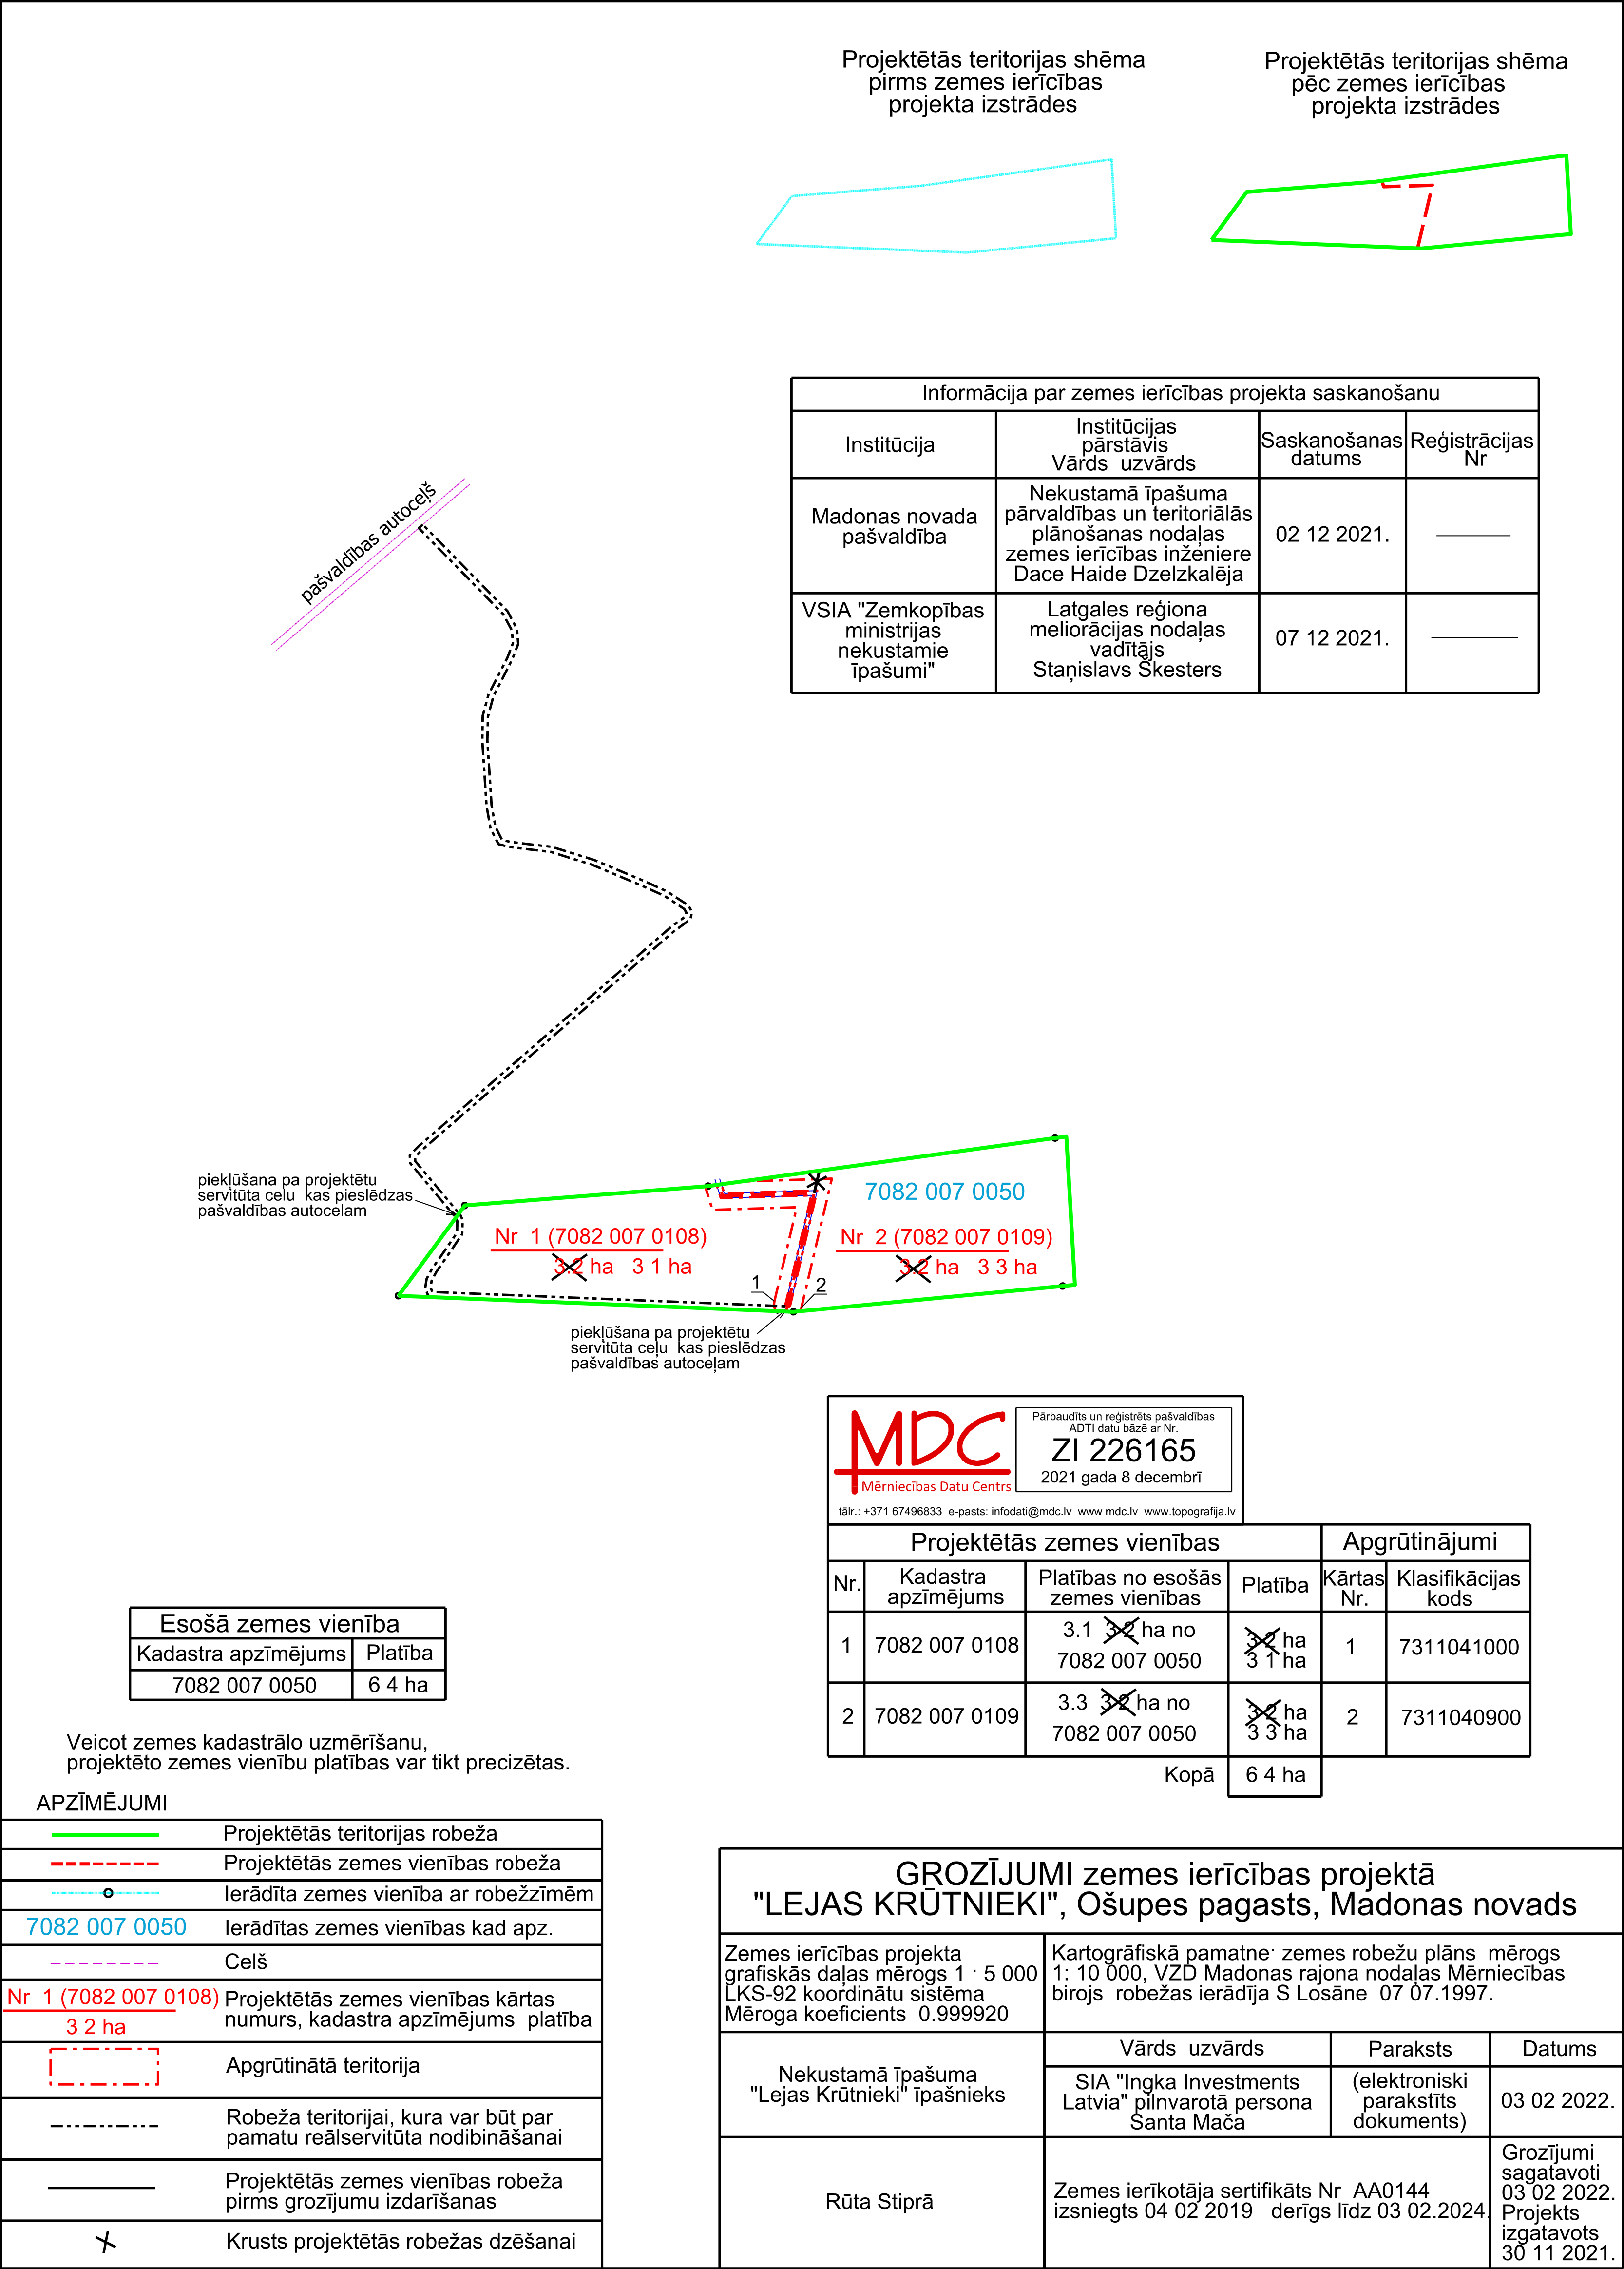 Projektētās teritorijas shēma
pirms zemes ierīcības
projekta izstrādes
Projektētās teritorijas shēma
pēc zemes ierīcības
projekta izstrādes
Informācija par zemes ierīcības projekta saskanošanu
Institūcija
Institūcijas
pārstāvis
Vārds uzvārds
Saskanošanas
datums
Reģistrācijas
Nr
Madonas novada
pašvaldība
Nekustamā īpašuma
pārvaldības un teritoriālās
plānošanas nodaļas
zemes ierīcības inženiere
Dace Haide Dzelzkalēja
02 12 2021.
VSIA "Zemkopības
ministrijas
nekustamie
īpašumi"
Latgales reģiona
meliorācijas nodaļas
vadītājs
Staņislavs Škesters
07 12 2021.
pašvaldības autoceļš
piekļūšana pa projektētu
servitūta celu kas pieslēdzas
pašvaldības autocelam
7082 007 0050
Nr 1 (7082 007 0108)
3.2 ha 3 1 ha
Nr 2 (7082 007 0109)
3.2 ha 3 3 ha
1
2
piekļūšana pa projektētu
servitūta ceļu kas pieslēdzas
pašvaldības autoceļam
MDC
Mērniecības Datu Centrs
Pārbaudīts un reģistrēts pašvaldības
ADTI datu bāzē ar Nr.
ZI 226165
2021 gada 8 decembrī
tālr.: +371 67496833 e-pasts: infodati@mdc.lv www mdc.lv www.topografija.lv
Projektētās zemes vienības
Apgrūtinājumi
Nr.
Kadastra
apzīmējums
Platības no esošās
zemes vienības
Platība
Kārtas
Nr.
Klasifikācijas
kods
1
7082 007 0108
3.1 3 2 ha no
7082 007 0050
3 2 ha
3 1 ha
1
7311041000
2
7082 007 0109
3.3 3 2 ha no
7082 007 0050
3 2 ha
3 3 ha
2
7311040900
Kopā
6 4 ha
Esošā zemes vienība
Kadastra apzīmējums
Platība
7082 007 0050
6 4 ha
Veicot zemes kadastrālo uzmērīšanu,
projektēto zemes vienību platības var tikt precizētas.
APZĪMĒJUMI
Projektētās teritorijas robeža
Projektētās zemes vienības robeža
Ierādīta zemes vienība ar robežzīmēm
7082 007 0050
Ierādītas zemes vienības kad apz.
Celš
Nr 1 (7082 007 0108)
3 2 ha
Projektētās zemes vienības kārtas
numurs, kadastra apzīmējums platība
Apgrūtinātā teritorija
Robeža teritorijai, kura var būt par
pamatu reālservitūta nodibināšanai
Projektētās zemes vienības robeža
pirms grozījumu izdarīšanas
Krusts projektētās robežas dzēšanai
GROZĪJUMI zemes ierīcības projektā
"LEJAS KRŪTNIEKI", Ošupes pagasts, Madonas novads
Zemes ierīcības projekta
grafiskās daļas mērogs 1 : 5 000
LKS-92 koordinātu sistēma
Mēroga koeficients 0.999920
Kartogrāfiskā pamatne: zemes robežu plāns mērogs
1: 10 000, VZD Madonas rajona nodaļas Mērniecības
birojs robežas ierādīja S Losāne 07 07.1997.
Nekustamā īpašuma
"Lejas Krūtnieki" īpašnieks
Vārds uzvārds
Paraksts
Datums
SIA "Ingka Investments
Latvia" pilnvarotā persona
Santa Mača
(elektroniski
parakstīts
dokuments)
03 02 2022.
Rūta Stiprā
Zemes ierīkotāja sertifikāts Nr AA0144
izsniegts 04 02 2019 derīgs līdz 03 02.2024.
Grozījumi
sagatavoti
03 02 2022.
Projekts
izgatavots
30 11 2021.